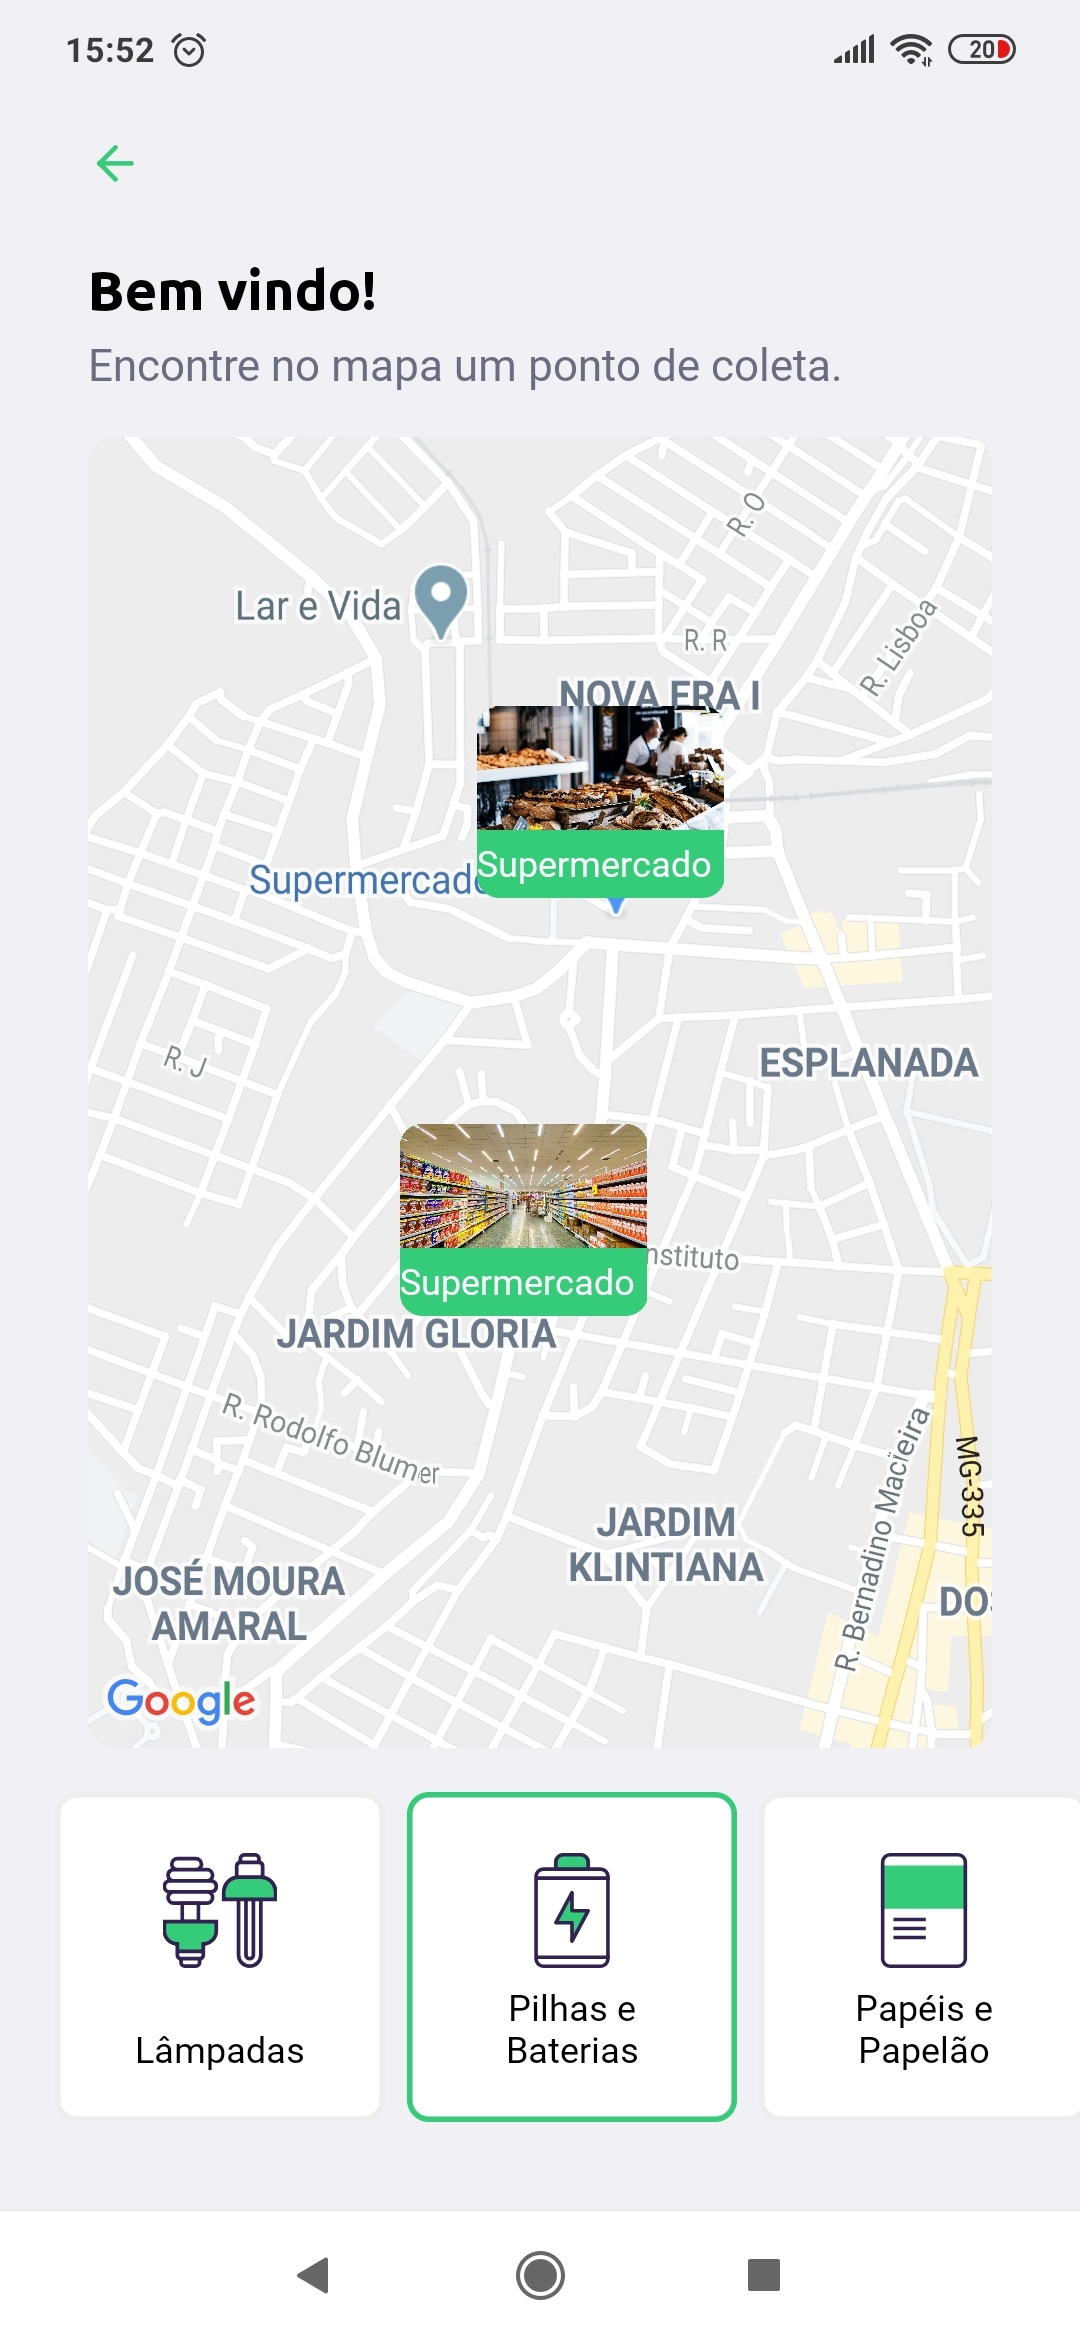 15:52
20
Bem vindo!
Encontre no mapa um ponto de coleta.
R. O
Lar e Vida
R. Lisboa
R. R
NOVA ERA I
Supermercado
Supermercado
R. J
ESPLANADA
nstituto
Supermercado
JARDIM GLORIA
R. Rodolfo Blumer
R. Bernadino Macieira
MG-335
JARDIM
KLINTIANA
JOSÉ MOURA
AMARAL
DOS
Google
Lâmpadas
Pilhas e
Baterias
Papéis e
Papelão